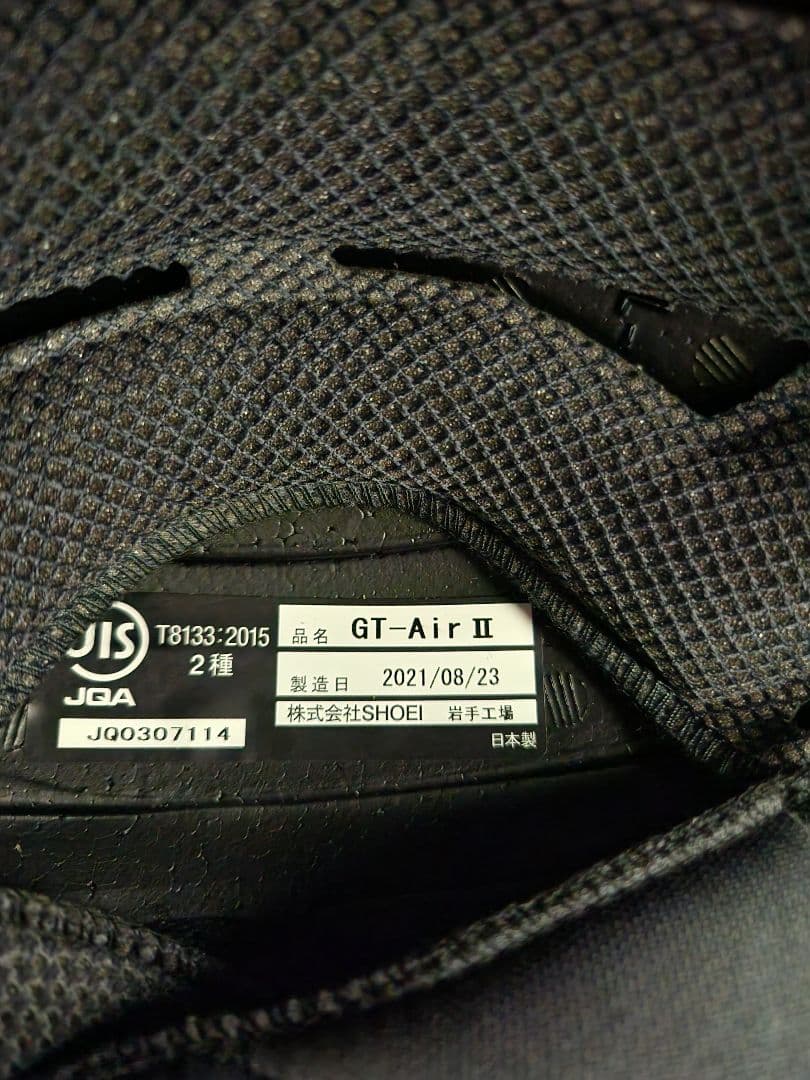 JIS T8133:2015
2種
JQA
JQ0307114
品名 GT-Air II
製造日 2021/08/23
株式会社SHOEI 岩手工場
日本製